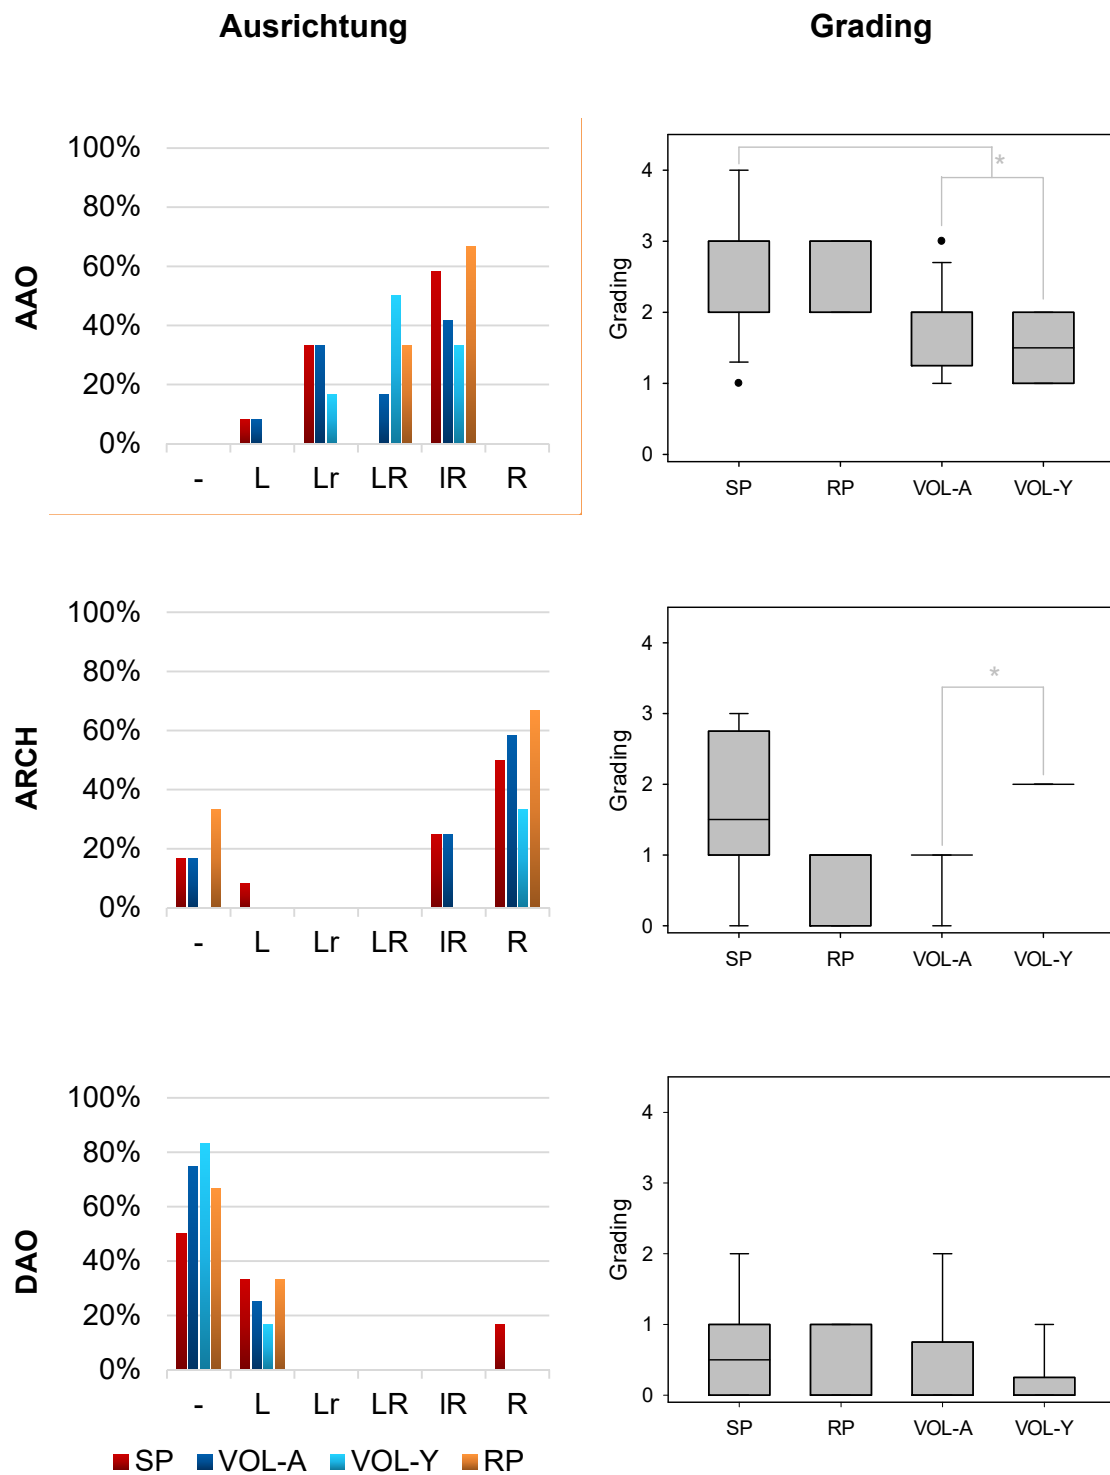 Ausrichtung
Grading
AAO
100%
80%
60%
40%
20%
0%
- L Lr LR lR R
Grading
4
3
2
1
0
SP RP VOL-A VOL-Y
*
ARCH
100%
80%
60%
40%
20%
0%
- L Lr LR lR R
Grading
4
3
2
1
0
SP RP VOL-A VOL-Y
*
DAO
100%
80%
60%
40%
20%
0%
- L Lr LR lR R
SP VOL-A VOL-Y RP
Grading
4
3
2
1
0
SP RP VOL-A VOL-Y